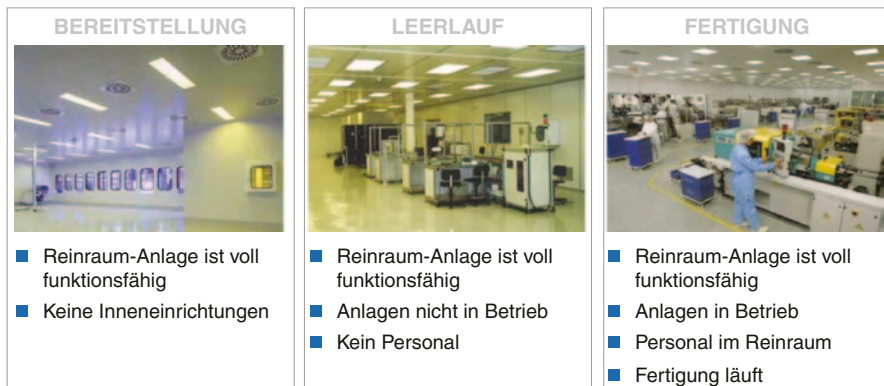 BEREITSTELLUNG
Reinraum-Anlage ist voll
funktionsfähig
Keine Inneneinrichtungen
LEERLAUF
Reinraum-Anlage ist voll
funktionsfähig
Anlagen nicht in Betrieb
Kein Personal
FERTIGUNG
Reinraum-Anlage ist voll
funktionsfähig
Anlagen in Betrieb
Personal im Reinraum
Fertigung läuft